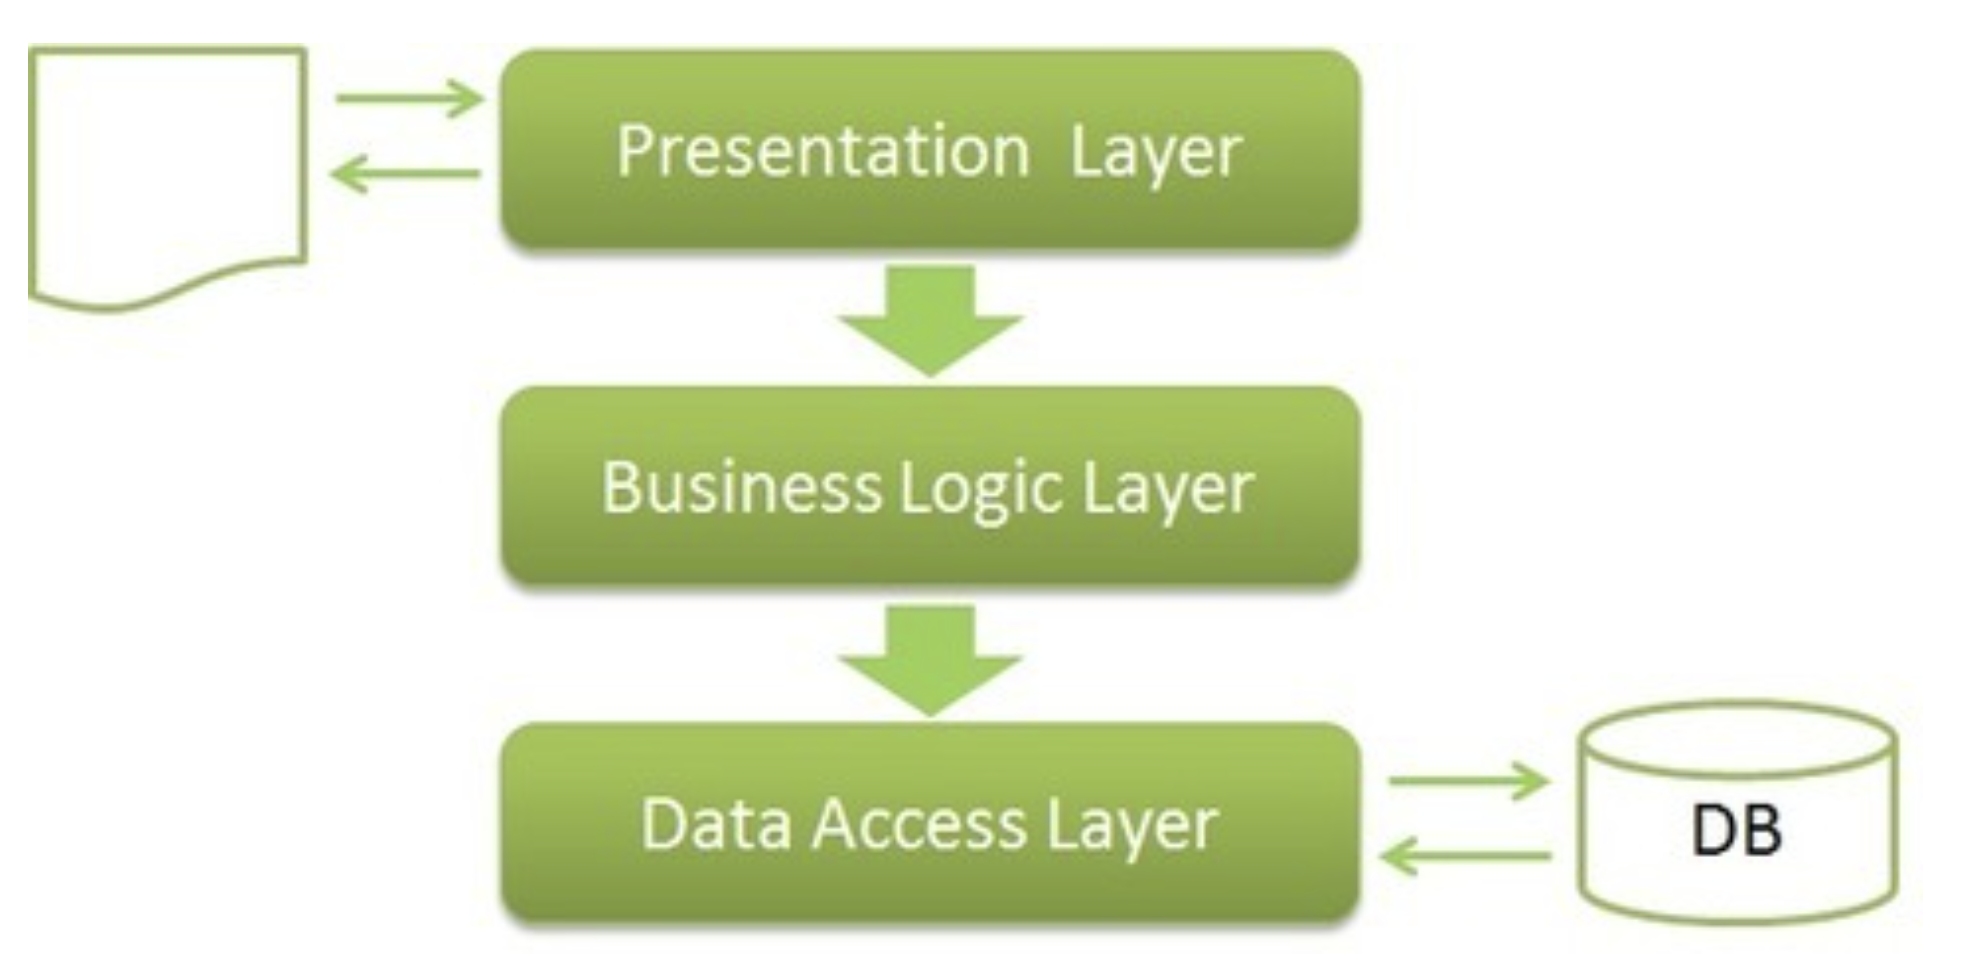 Presentation Layer
Business Logic Layer
Data Access Layer
DB